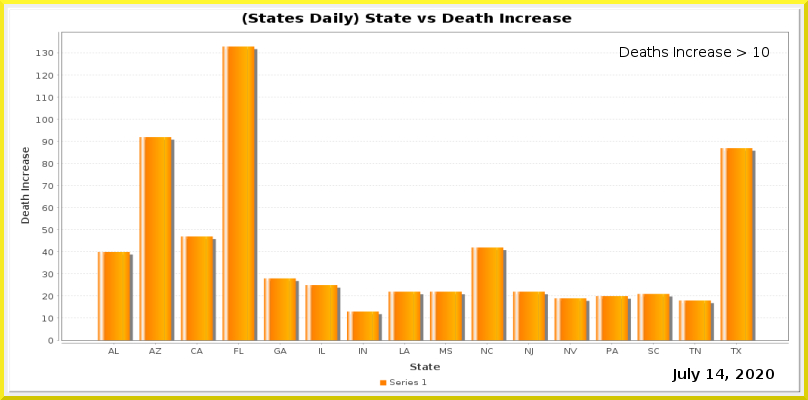 (States Daily) State vs Death Increase
Deaths Increase > 10
Death Increase
130
120
110
100
90
80
70
60
50
40
30
20
10
0
AL AZ CA FL GA IL IN LA MS NC NJ NV PA SC TN TX
State
Series 1
July 14, 2020